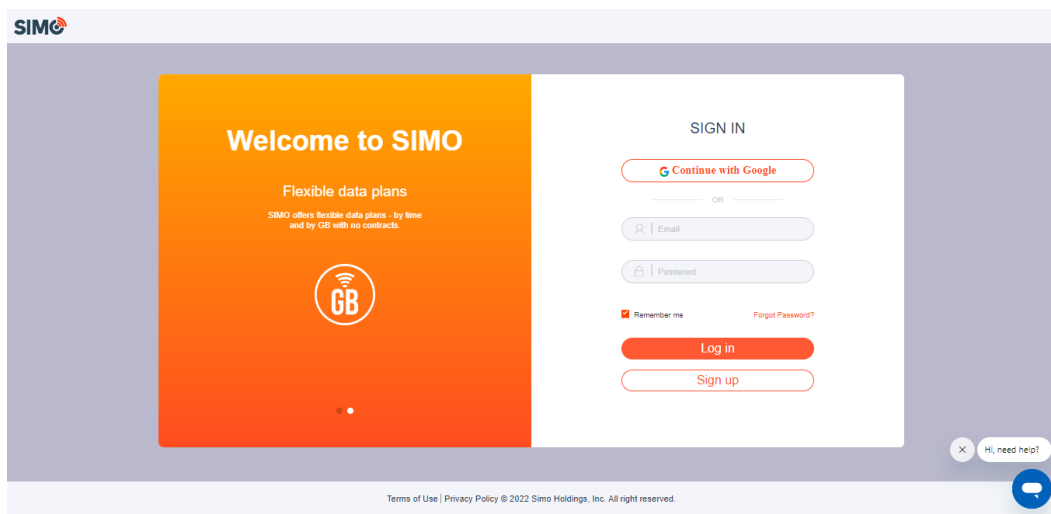 SIMO
Welcome to SIMO
Flexible data plans
SIMO offers flexible data plans - by time
and by GB with no contracts.
GB
SIGN IN
Continue with Google
OR
Email
Password
Remember me
Forgot Password?
Log in
Sign up
Hi, need help?
Terms of Use | Privacy Policy © 2022 Simo Holdings, Inc. All right reserved.